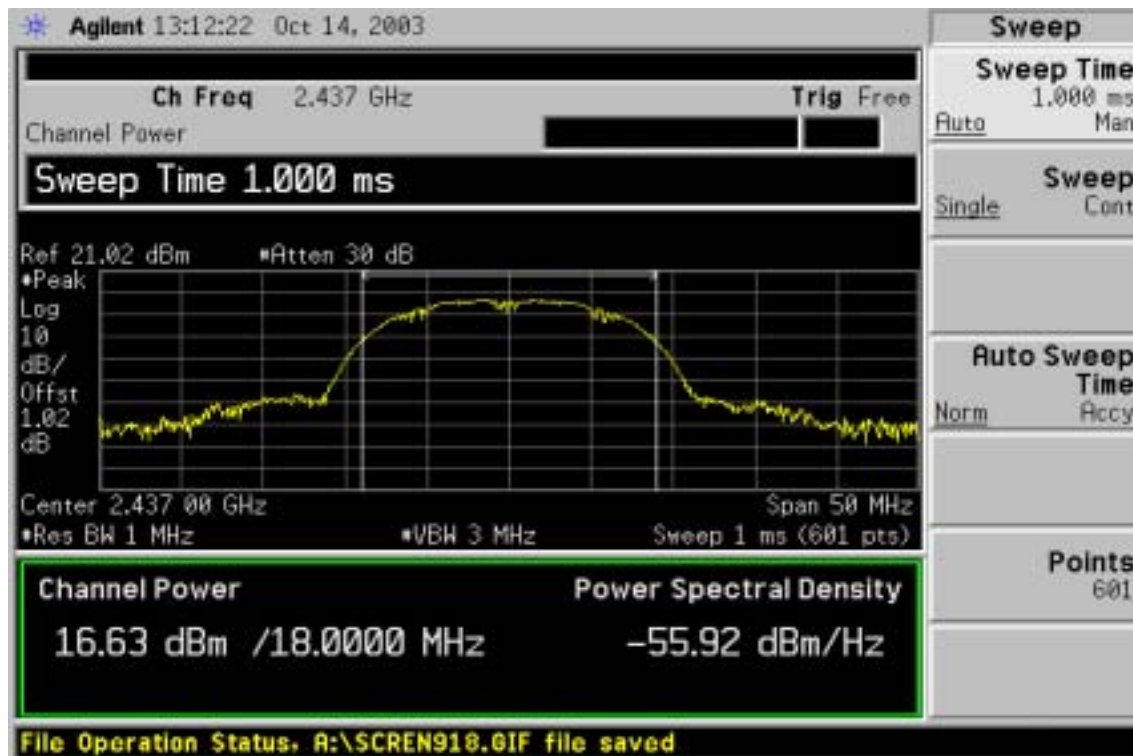 Agilent 13:12:22 Oct 14, 2003
Ch Freq 2.437 GHz Trig Free
Channel Power
Sweep Time 1.000 ms
Ref 21.02 dBm *Atten 30 dB
*Peak
Log
10
dB/
Offst
1.02
dB
Center 2.437 00 GHz Span 50 MHz
*Res BW 1 MHz *VBW 3 MHz Sweep 1 ms (601 pts)
Channel Power Power Spectral Density
16.63 dBm /18.0000 MHz -55.92 dBm/Hz
File Operation Status, A:\SCREN918.GIF file saved
Sweep
Sweep Time
1.000 ms
Auto Man
Sweep
Single Cont
Auto Sweep
Time
Norm Accy
Points
601